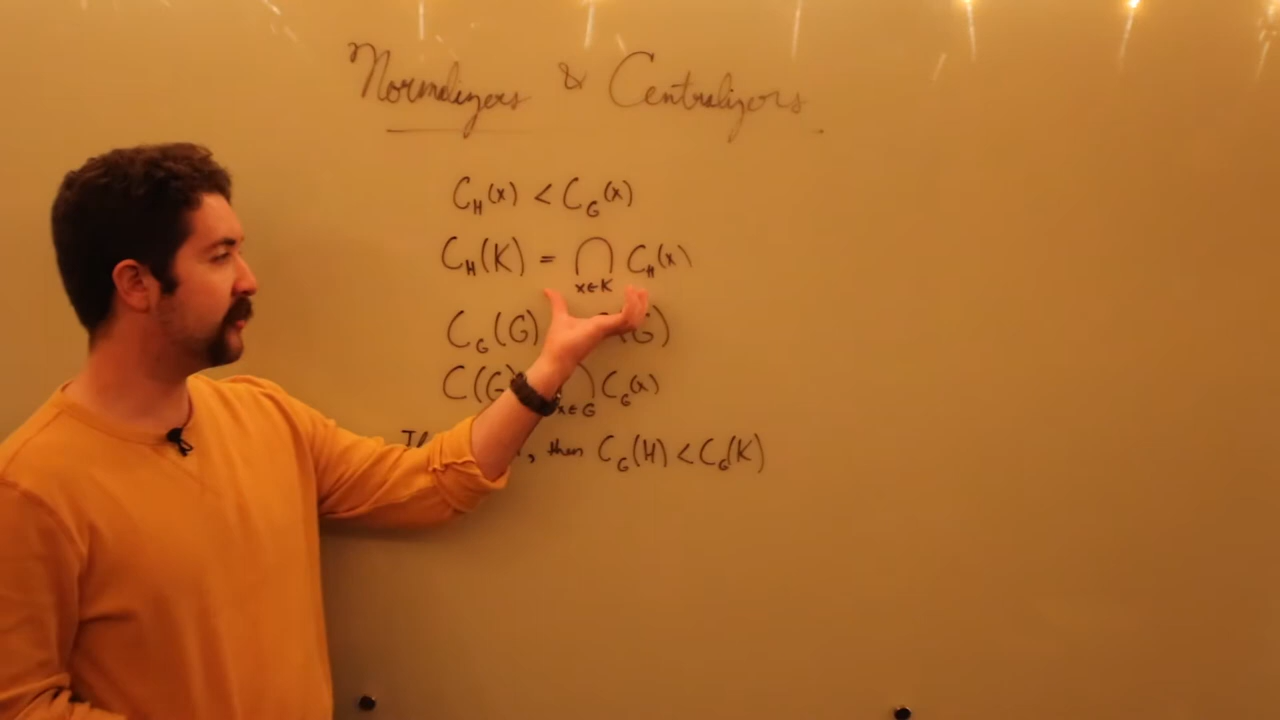 Normalizers & Centralizers
C_H(x) < C_G(x)
C_H(K) = ⋂_{x∈K} C_H(x)
C_G(G) (G)
C(G) x∈G C_G(x)
, then C_G(H) < C_G(K)